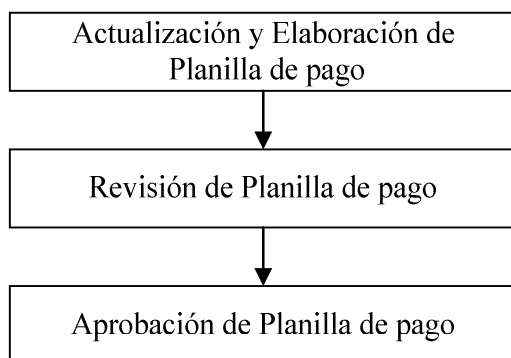 Actualización y Elaboración de
Planilla de pago
Revisión de Planilla de pago
Aprobación de Planilla de pago